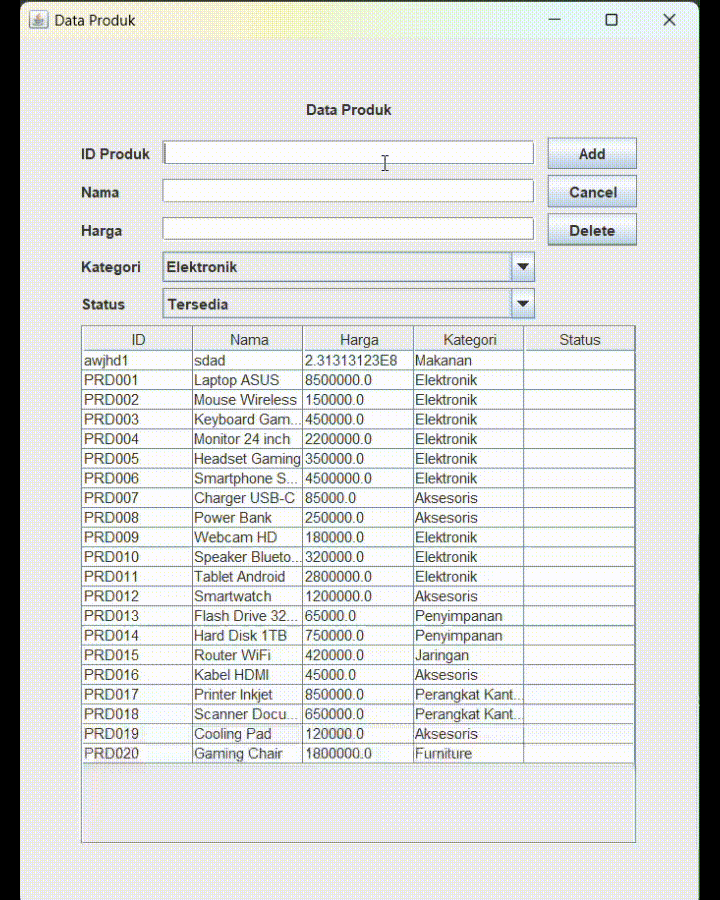 Data Produk
Data Produk
ID Produk Add
Nama Cancel
Harga Delete
Kategori Elektronik
Status Tersedia
ID Nama Harga Kategori Status
awjhd1 sdad 2.31313123E8 Makanan
PRD001 Laptop ASUS 8500000.0 Elektronik
PRD002 Mouse Wireless 150000.0 Elektronik
PRD003 Keyboard Gam... 450000.0 Elektronik
PRD004 Monitor 24 inch 2200000.0 Elektronik
PRD005 Headset Gaming 350000.0 Elektronik
PRD006 Smartphone S... 4500000.0 Elektronik
PRD007 Charger USB-C 85000.0 Aksesoris
PRD008 Power Bank 250000.0 Aksesoris
PRD009 Webcam HD 180000.0 Elektronik
PRD010 Speaker Blueto... 320000.0 Elektronik
PRD011 Tablet Android 2800000.0 Elektronik
PRD012 Smartwatch 1200000.0 Aksesoris
PRD013 Flash Drive 32... 65000.0 Penyimpanan
PRD014 Hard Disk 1TB 750000.0 Penyimpanan
PRD015 Router WiFi 420000.0 Jaringan
PRD016 Kabel HDMI 45000.0 Aksesoris
PRD017 Printer Inkjet 850000.0 Perangkat Kant...
PRD018 Scanner Docu... 650000.0 Perangkat Kant...
PRD019 Cooling Pad 120000.0 Aksesoris
PRD020 Gaming Chair 1800000.0 Furniture